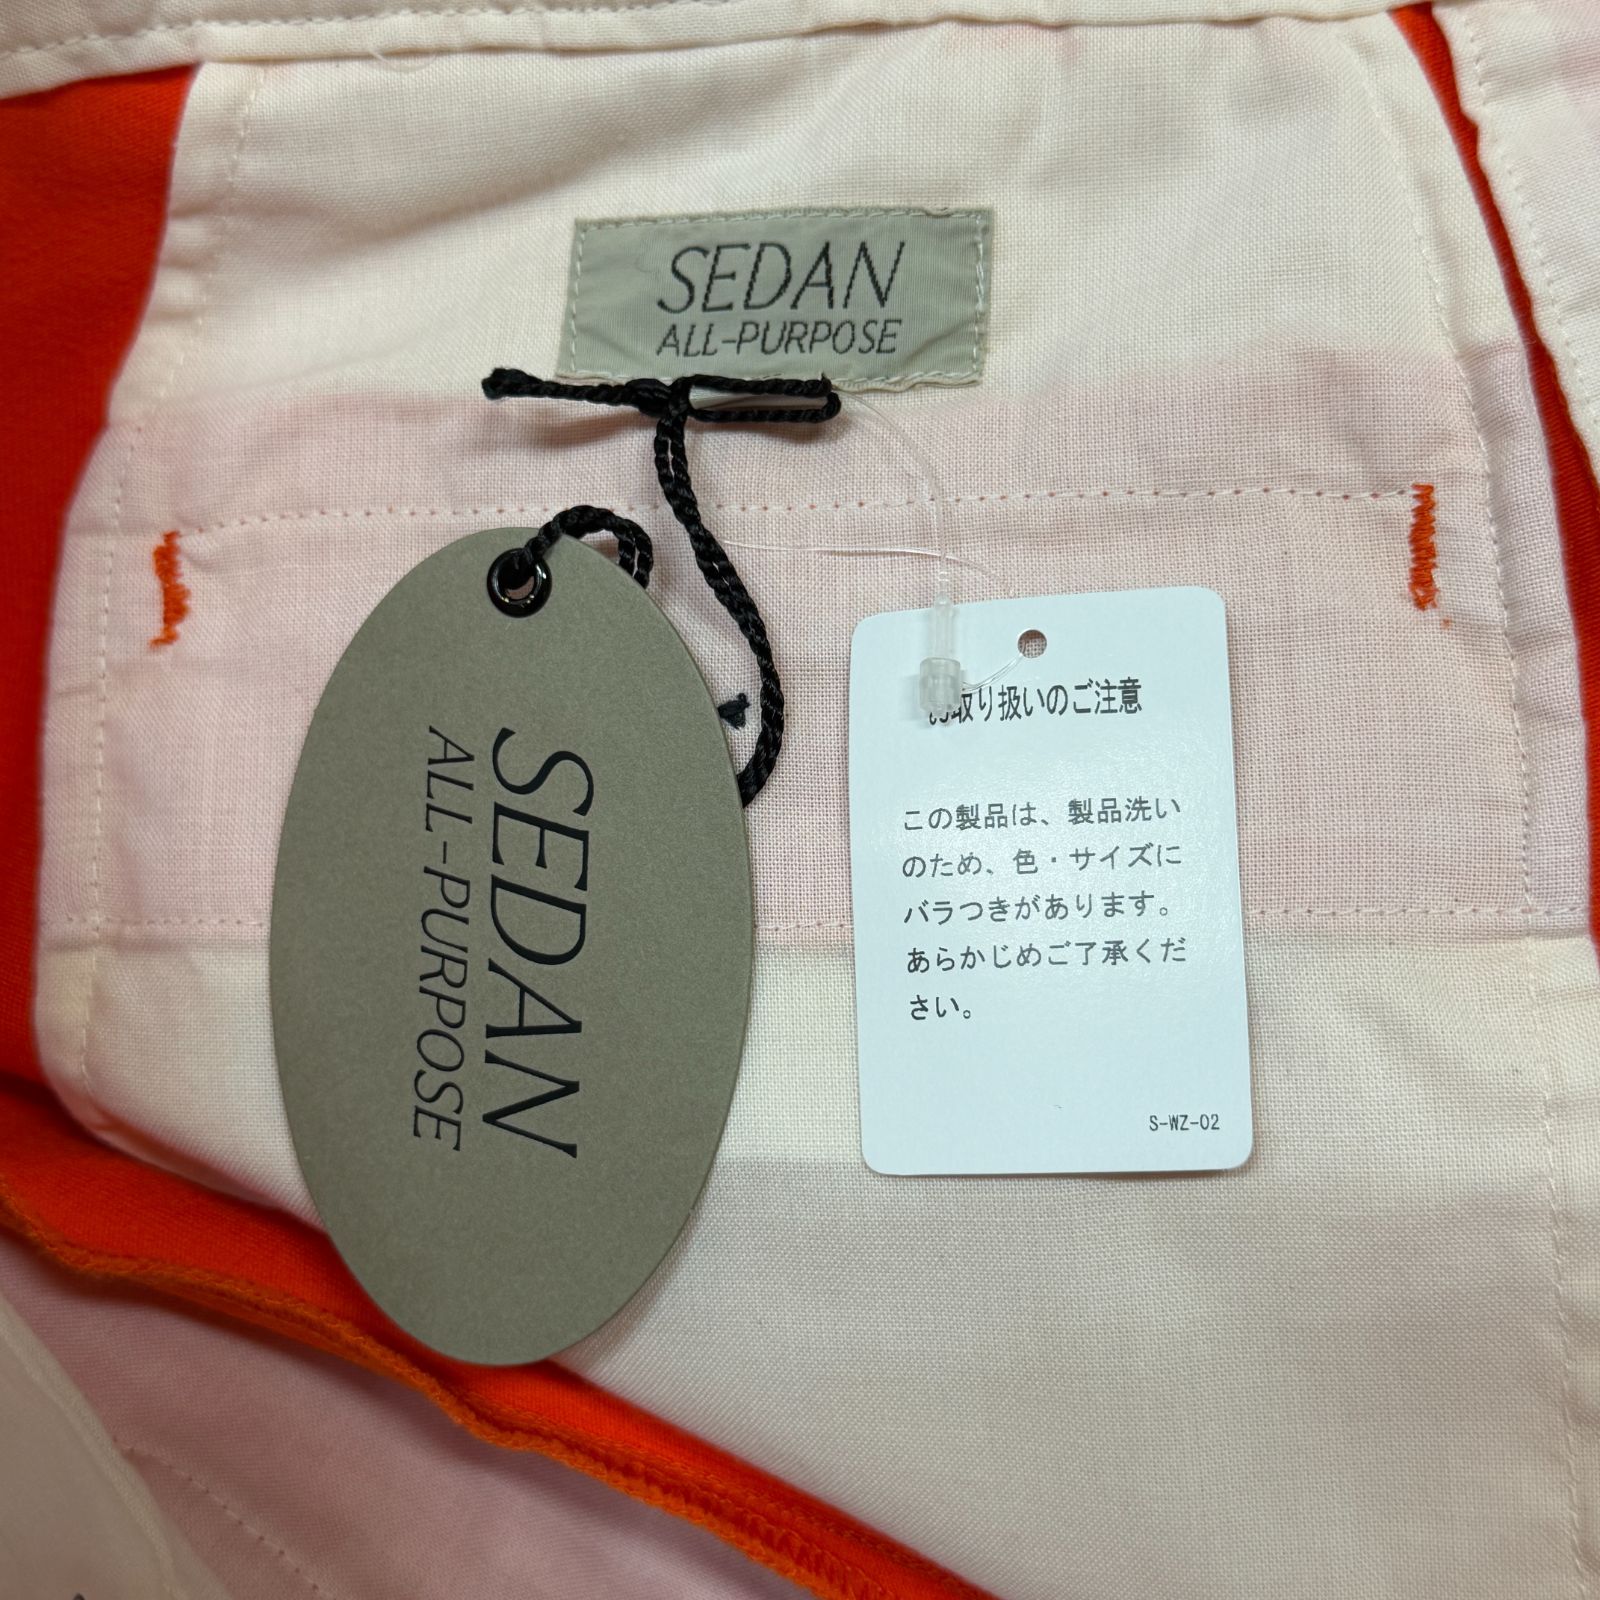 SEDAN
ALL-PURPOSE
SEDAN
ALL-PURPOSE
お取り扱いのご注意
この製品は、製品洗い
のため、色・サイズに
バラつきがあります。
あらかじめご了承くだ
さい。
S-WZ-02